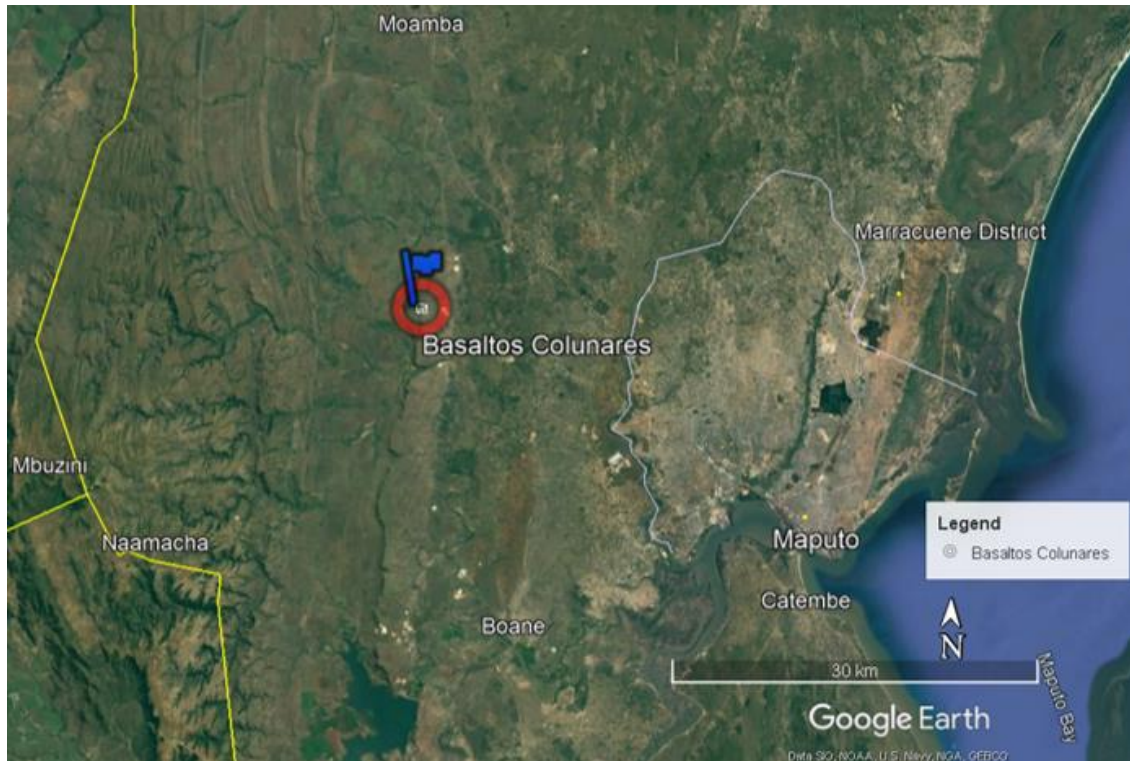 Moamba
Marracuene District
Basaltos Colunares
Mbuzini
Naamacha
Legend
Basaltos Colunares
Maputo
Catembe
Boane
N
30 km
Maputo Bay
Google Earth
Data SIO, NOAA, U.S. Navy, NGA, GEBCO